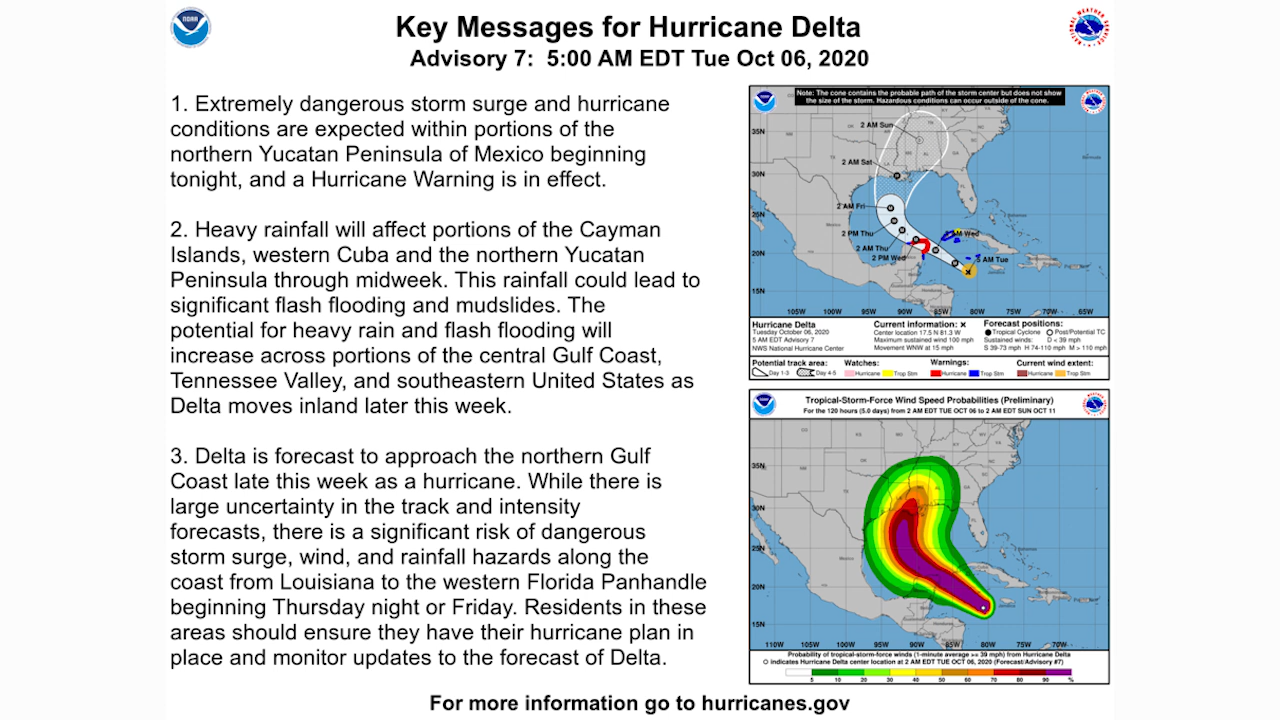 Key Messages for Hurricane Delta
Advisory 7: 5:00 AM EDT Tue Oct 06, 2020
1. Extremely dangerous storm surge and hurricane
conditions are expected within portions of the
northern Yucatan Peninsula of Mexico beginning
tonight, and a Hurricane Warning is in effect.
2. Heavy rainfall will affect portions of the Cayman
Islands, western Cuba and the northern Yucatan
Peninsula through midweek. This rainfall could lead to
significant flash flooding and mudslides. The
potential for heavy rain and flash flooding will
increase across portions of the central Gulf Coast,
Tennessee Valley, and southeastern United States as
Delta moves inland later this week.
3. Delta is forecast to approach the northern Gulf
Coast late this week as a hurricane. While there is
large uncertainty in the track and intensity
forecasts, there is a significant risk of dangerous
storm surge, wind, and rainfall hazards along the
coast from Louisiana to the western Florida Panhandle
beginning Thursday night or Friday. Residents in these
areas should ensure they have their hurricane plan in
place and monitor updates to the forecast of Delta.
Note: The cone contains the probable path of the storm center but does not show
the size of the storm. Hazardous conditions can occur outside of the cone.
35N
2 AM Sun
2 AM Sat
30N
2 AM Fri
25N
2 PM Thu
2 AM Thu
2 PM Wed
20N
AM Wed
AM Tue
15N
105W 100W 95W 90W 85W 80W 75W 70W 65W
Hurricane Delta
Tuesday October 06, 2020
5 AM EDT Advisory 7
NWS National Hurricane Center
Current information: x
Center location 17.5 N 81.3 W
Maximum sustained wind 100 mph
Movement WNW at 15 mph
Forecast positions:
Tropical Cyclone Post/Potential TC
Sustained winds: D < 39 mph
S 39-73 mph H 74-110 mph M > 110 mph
Potential track area:
Day 1-3 Day 4-5
Watches:
Hurricane Trop Stm
Warnings:
Hurricane Trop Stm
Current wind extent:
Hurricane Trop Stm
Tropical-Storm-Force Wind Speed Probabilities (Preliminary)
For the 120 hours (5.0 days) from 2 AM EDT TUE OCT 06 to 2 AM EDT SUN OCT 11
35N
30N
25N
20N
15N
110W 105W 100W 95W 90W 85W 80W 75W 70W
Probability of tropical-storm-force winds (1-minute average >= 39 mph) from Hurricane Delta
indicates Hurricane Delta center location at 2 AM EDT TUE OCT 06, 2020 (Forecast/Advisory #7)
5 10 20 30 40 50 60 70 80 90 %
For more information go to hurricanes.gov